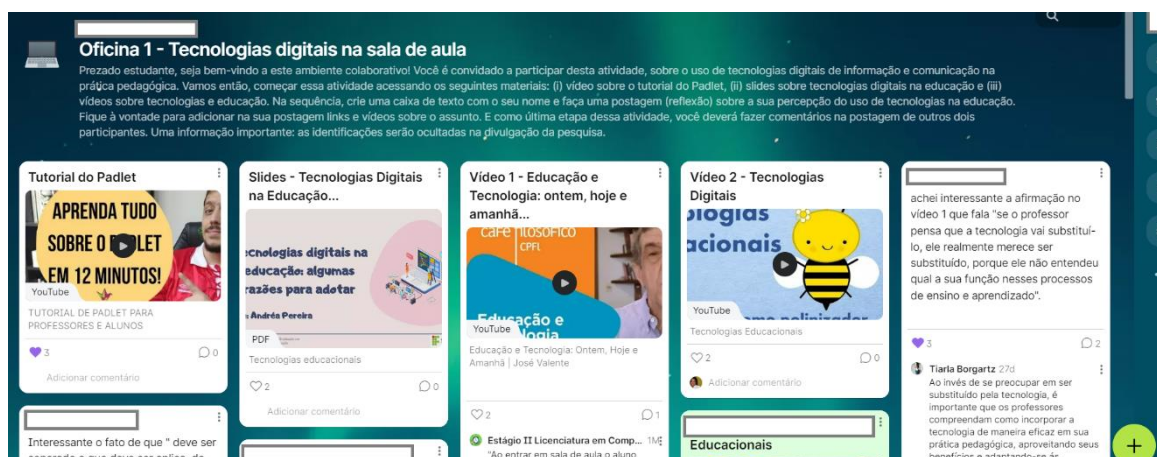 Oficina 1 - Tecnologias digitais na sala de aula
Prezado estudante, seja bem-vindo a este ambiente colaborativo! Você é convidado a participar desta atividade, sobre o uso de tecnologias digitais de informação e comunicação na
prática pedagógica. Vamos então, começar essa atividade acessando os seguintes materiais: (i) vídeo sobre o tutorial do Padlet, (ii) slides sobre tecnologias digitais na educação e (iii)
vídeos sobre tecnologias e educação. Na sequência, crie uma caixa de texto com o seu nome e faça uma postagem (reflexão) sobre a sua percepção do uso de tecnologias na educação.
Fique à vontade para adicionar na sua postagem links e vídeos sobre o assunto. E como última etapa dessa atividade, você deverá fazer comentários na postagem de outros dois
participantes. Uma informação importante: as identificações serão ocultadas na divulgação da pesquisa.
Tutorial do Padlet
APRENDA TUDO
SOBRE O P DLET
EM 12 MINUTOS!
YouTube
TUTORIAL DE PADLET PARA
PROFESSORES E ALUNOS
3
0
Adicionar comentário
Interessante o fato de que " deve ser
Slides - Tecnologias Digitais
na Educação...
ecnologias digitais na
educação: algumas
razões para adotar
Andréa Pereira
PDF
Tecnologias educacionais
2
0
Adicionar comentário
Vídeo 1 - Educação e
Tecnologia: ontem, hoje e
amanhã...
CAFÉ FILOSÓFICO
CPFL
YouTube
Educação e Tecnologia: Ontem, Hoje e
Amanhã | José Valente
2
1
Estágio II Licenciatura em Comp... 1M
"Ao entrar em sala de aula o aluno
Vídeo 2 - Tecnologias
Digitais
ologias
acionais
YouTube
Tecnologias Educacionais
2
0
Adicionar comentário
Educacionais
achei interessante a afirmação no
vídeo 1 que fala "se o professor
pensa que a tecnologia vai substituí-
lo, ele realmente merece ser
substituído, porque ele não entendeu
qual a sua função nesses processos
de ensino e aprendizado".
3
2
Tiarla Borgartz 27d
Ao invés de se preocupar em ser
substituído pela tecnologia, é
importante que os professores
compreendam como incorporar a
tecnologia de maneira eficaz em sua
prática pedagógica, aproveitando seus
benefícios e adaptando-se às